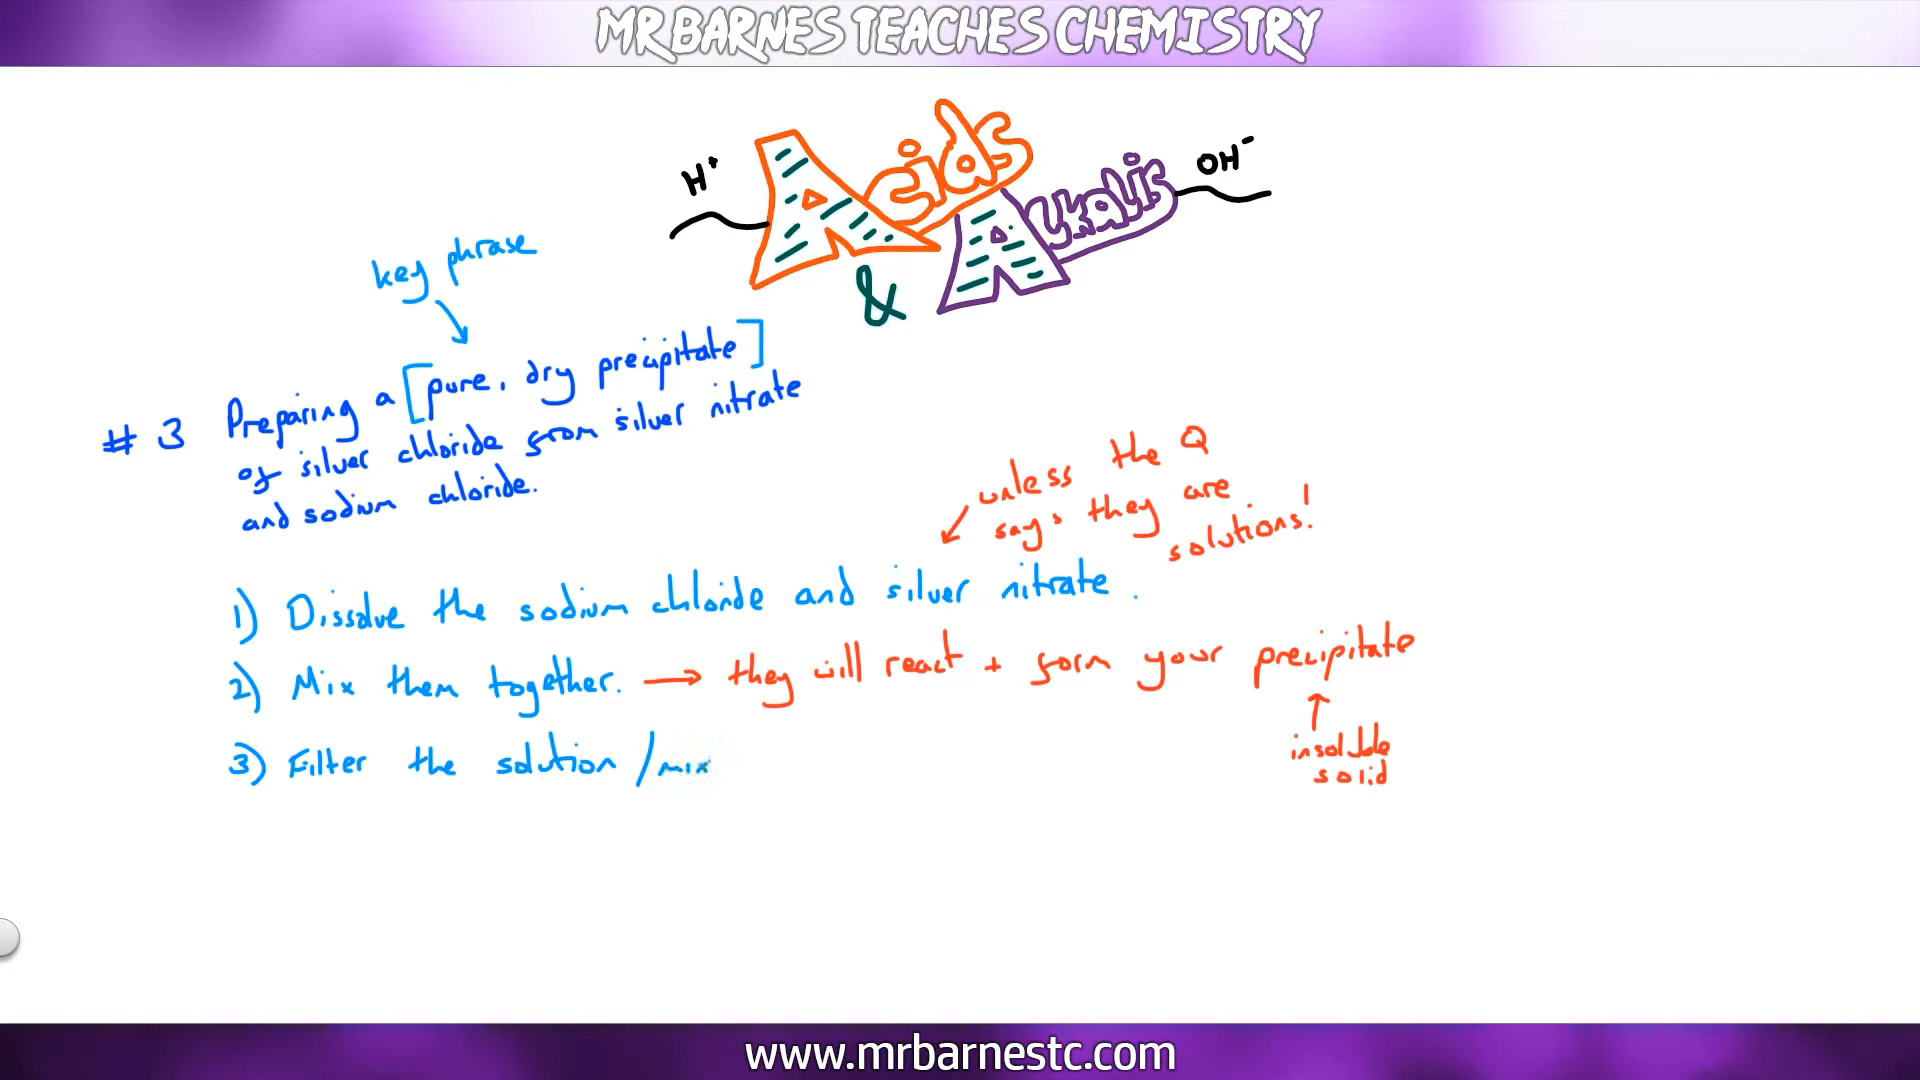 MR BARNES TEACHES CHEMISTRY
H+
Acids
OH-
&
Alkalis
key phrase
# 3 Preparing a [pure, dry precipitate]
of silver chloride from silver nitrate
and sodium chloride.
unless the Q
says they are
solutions!
1) Dissolve the sodium chloride and silver nitrate.
2) Mix them together. → they will react + form your precipitate
insoluble
solid
3) Filter the solution / mix
www.mrbarnestc.com